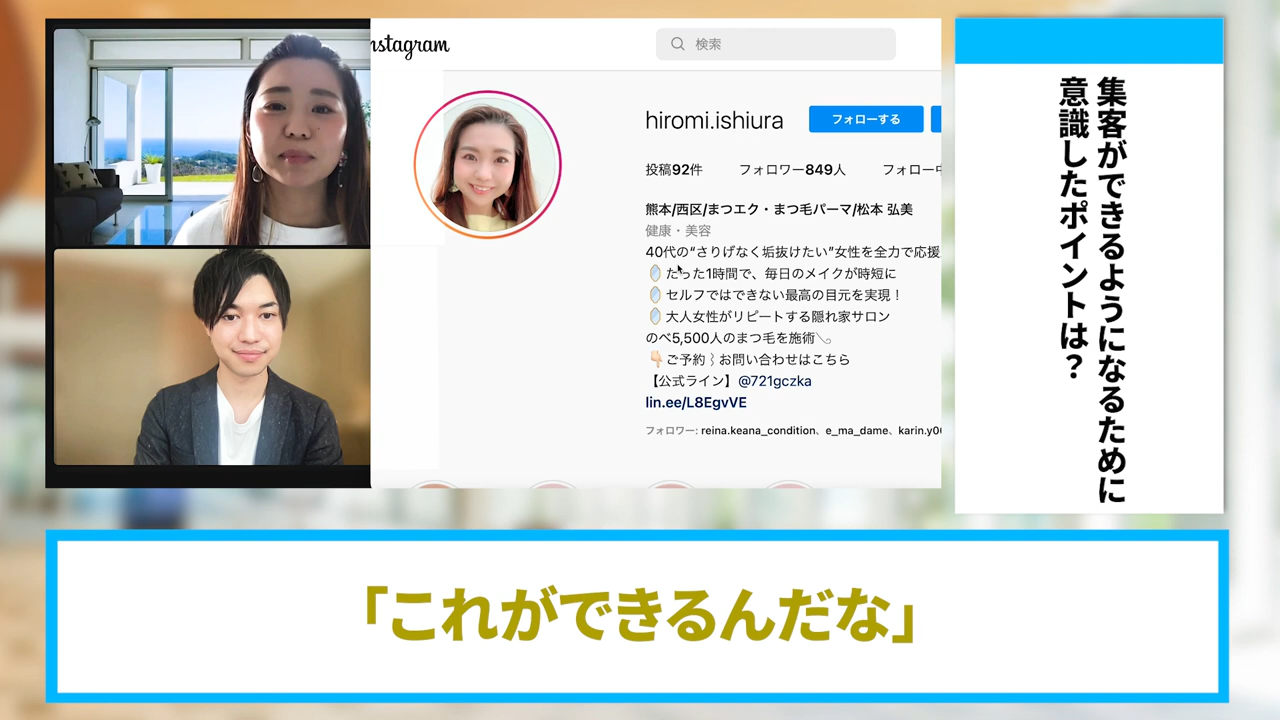 nstagram
検索
hiromi.ishiura
フォローする
投稿92件 フォロワー849人 フォロー中
熊本/西区/まつエク・まつ毛パーマ/松本 弘美
健康・美容
40代の“さりげなく垢抜けたい”女性を全力で応援
🪞たった1時間で、毎日のメイクが時短に
🪞セルフではできない最高の目元を実現！
🪞大人女性がリピートする隠れ家サロン
のべ5,500人のまつ毛を施術＼。
👇🏻ご予約⌇お問い合わせはこちら
【公式ライン】@721gczka
lin.ee/L8EgvVE
フォロワー: reina.keana_condition、e_ma_dame、karin.y0
集客ができるようになるために
意識したポイントは？
「これができるんだな」